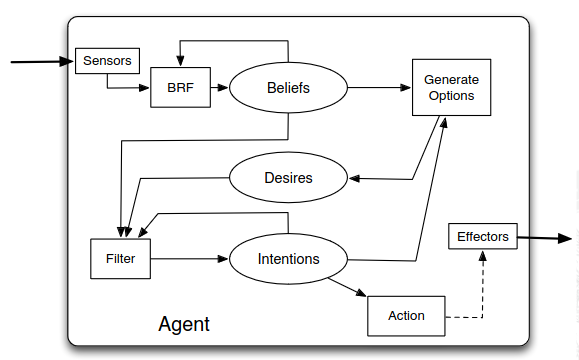 Sensors
BRF
Beliefs
Generate
Options
Desires
Effectors
Filter
Intentions
Action
Agent